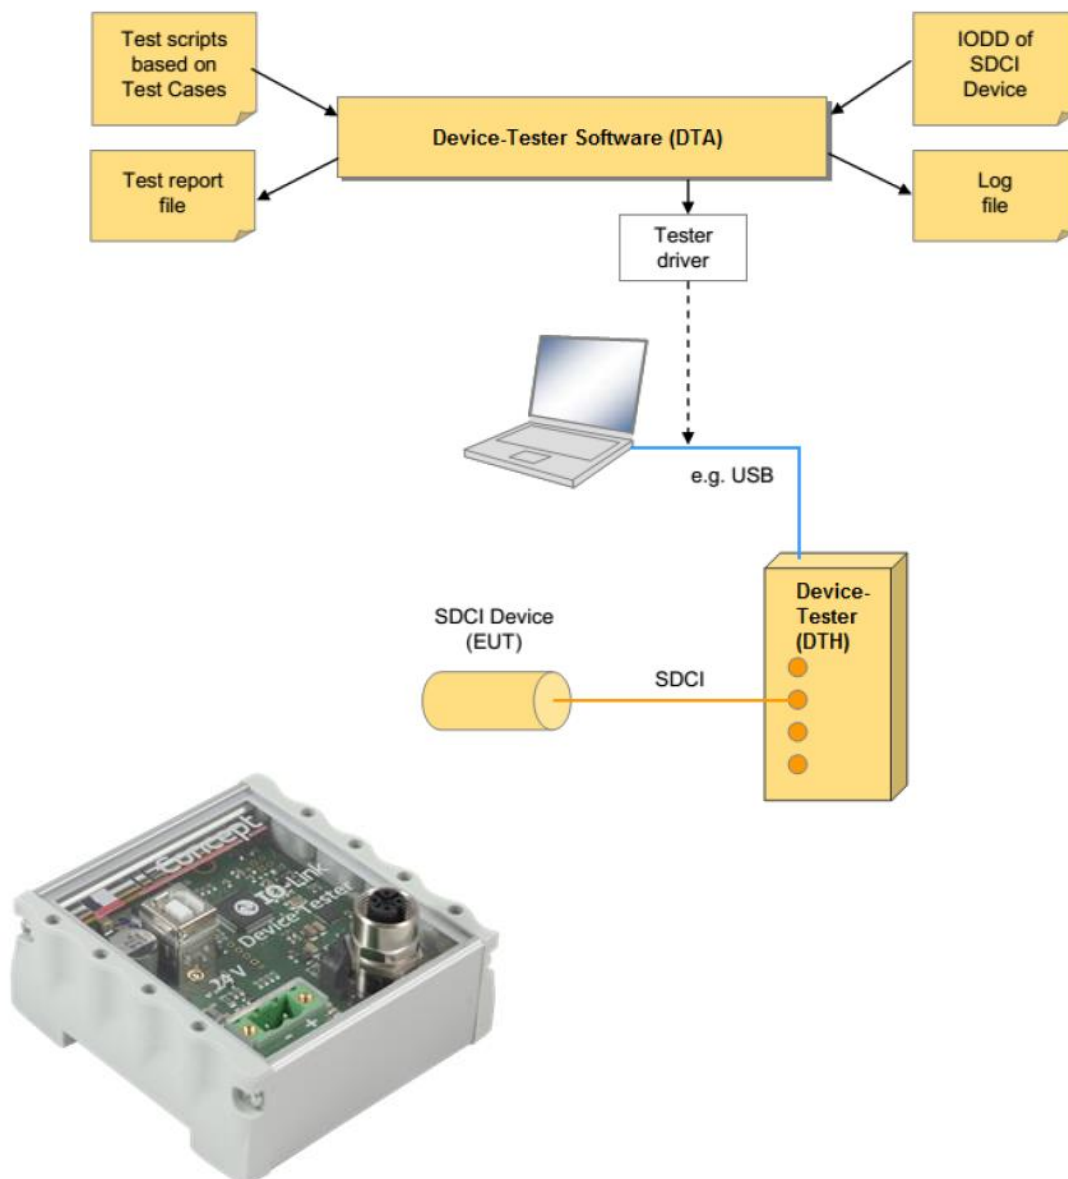 Test scripts
based on
Test Cases
IODD of
SDCI
Device
Device-Tester Software (DTA)
Test report
file
Log
file
Tester
driver
e.g. USB
Device-
Tester
(DTH)
SDCI Device
(EUT)
SDCI
Concept
IO-Link
Device-Tester
24 V
- +